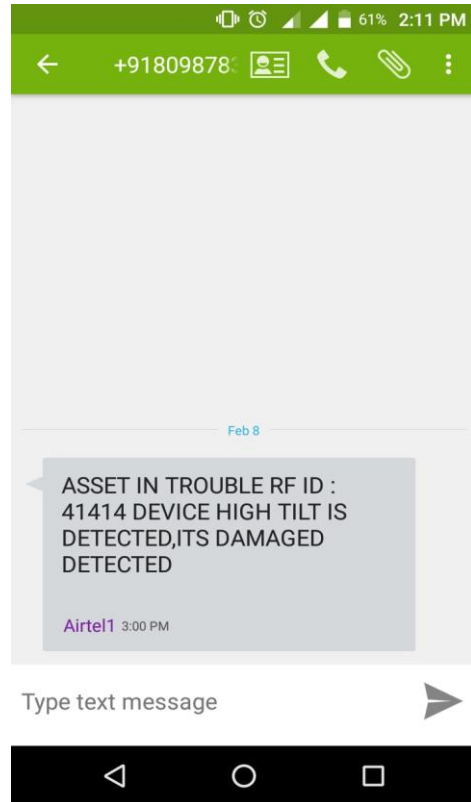 61% 2:11 PM
+918098783
Feb 8
ASSET IN TROUBLE RF ID :
41414 DEVICE HIGH TILT IS
DETECTED,ITS DAMAGED
DETECTED
Airtel1 3:00 PM
Type text message